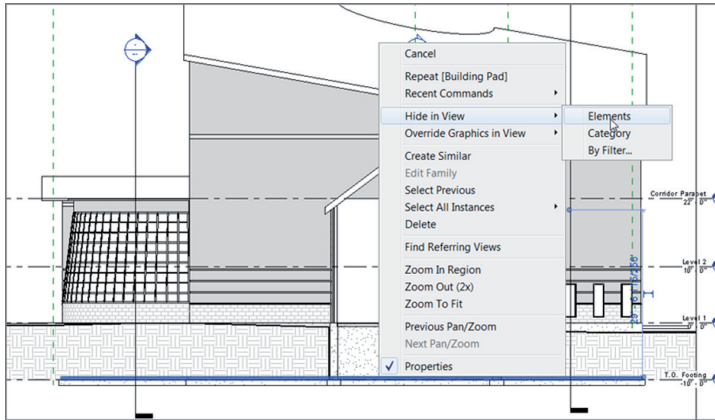 Cancel
Repeat [Building Pad]
Recent Commands
Hide in View
Override Graphics in View
Create Similar
Edit Family
Select Previous
Select All Instances
Delete
Find Referring Views
Zoom In Region
Zoom Out (2x)
Zoom To Fit
Previous Pan/Zoom
Next Pan/Zoom
Properties
Elements
Category
By Filter...
Corridor Parapet
22' - 0"
Level 2
10' - 0"
Level 1
0' - 0"
T.O. Footing
-10' - 0"